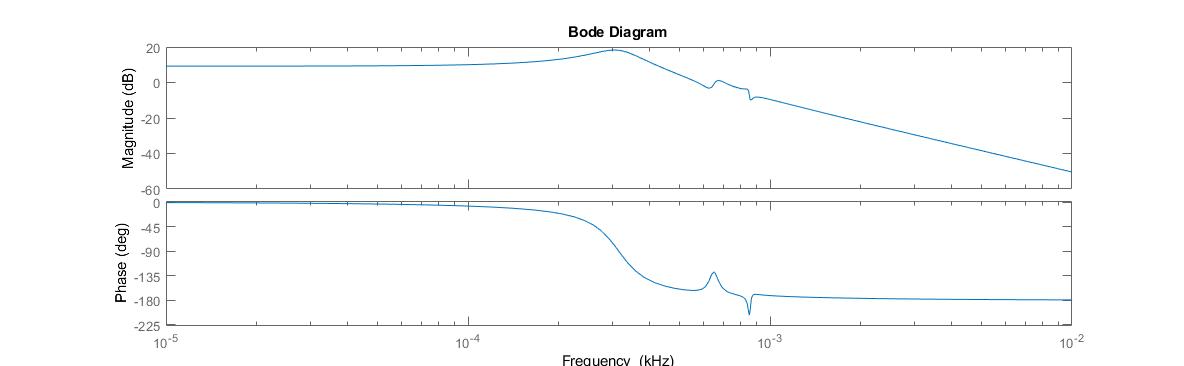 Bode Diagram
20
0
-20
-40
-60
Magnitude (dB)
0
-45
-90
-135
-180
-225
Phase (deg)
10-5 10-4 10-3 10-2
Frequency (kHz)